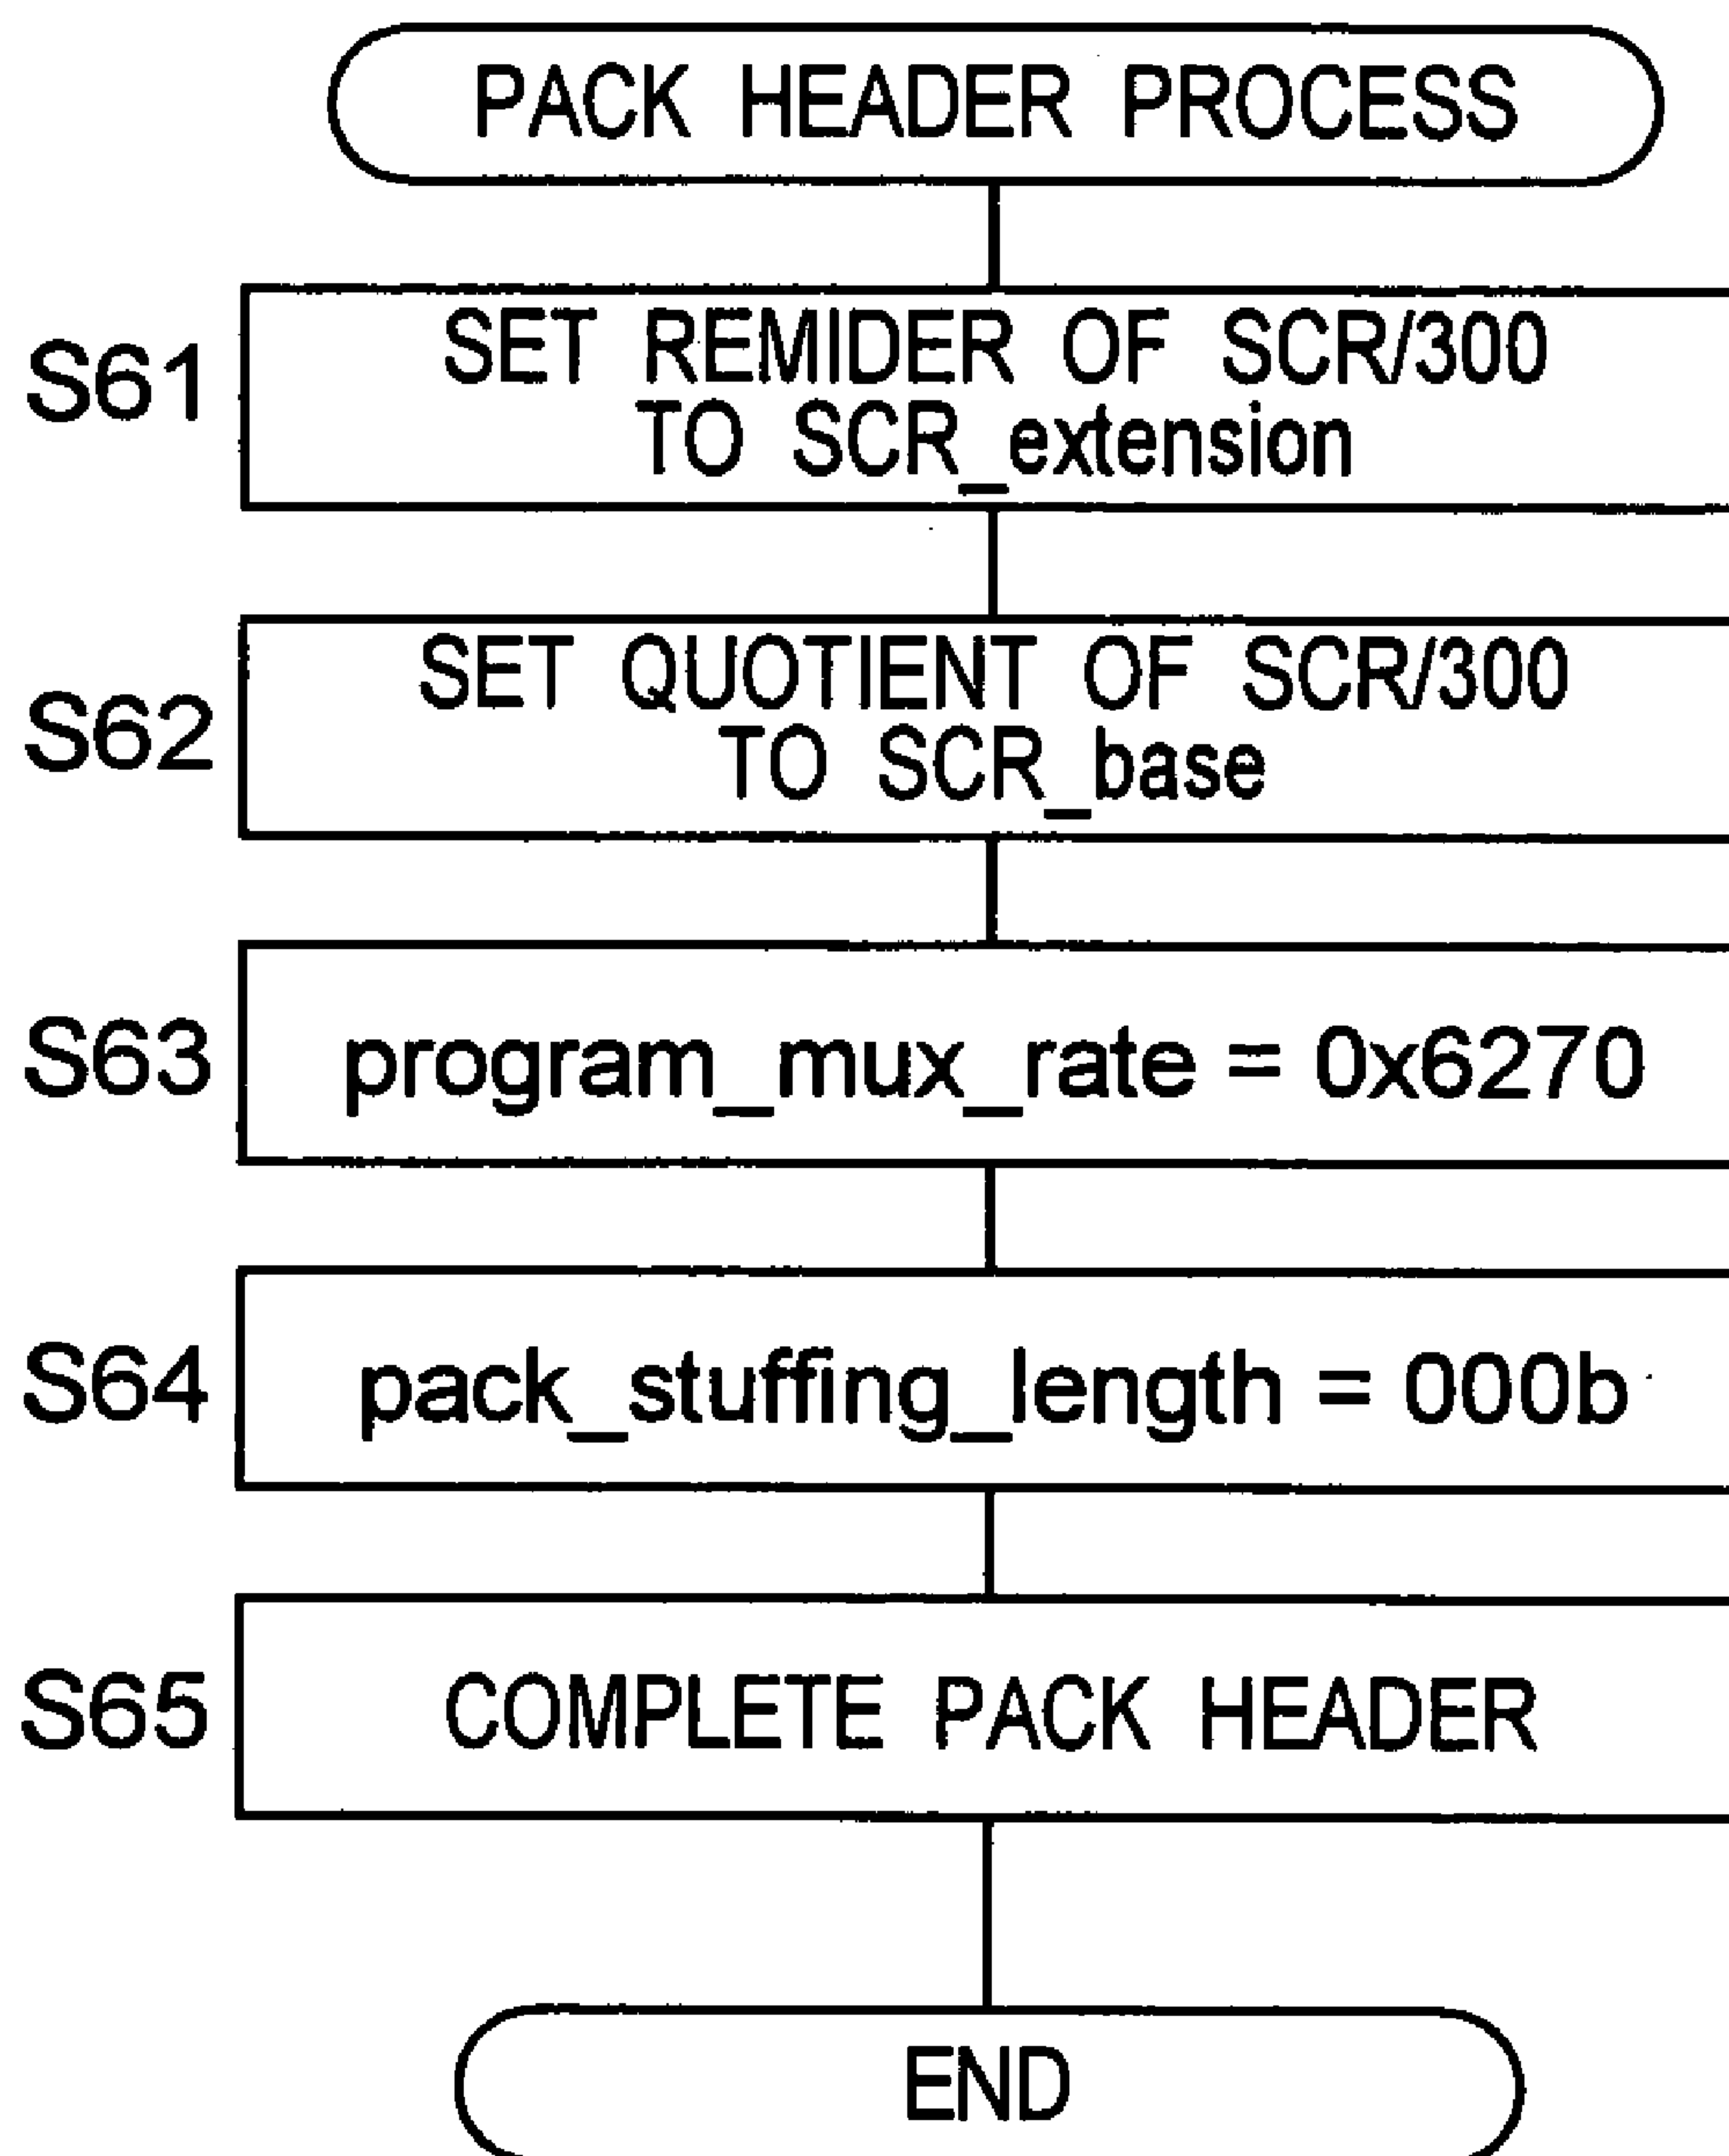 PACK HEADER PROCESS
S61
SET REMIDER OF SCR/300
TO SCR_extension
S62
SET QUOTIENT OF SCR/300
TO SCR_base
S63
program_mux_rate = 0x6270
S64
pack_stuffing_length = 000b
S65
COMPLETE PACK HEADER
END